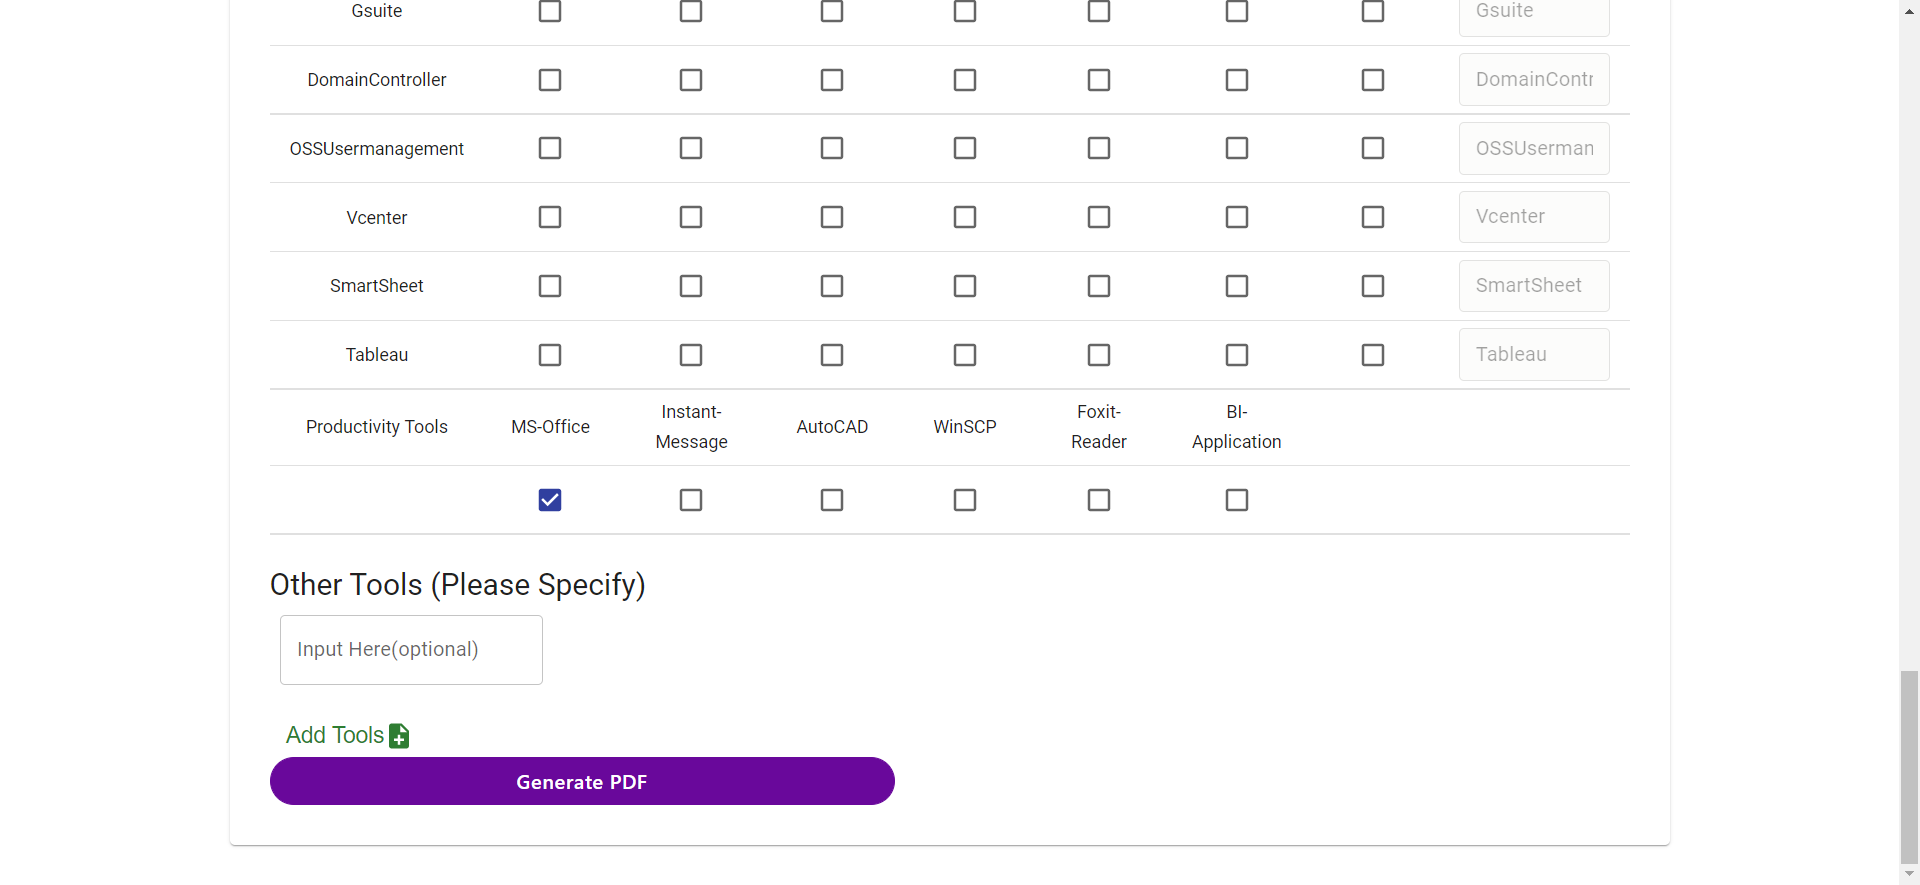 Gsuite Gsuite
DomainController DomainContr
OSSUsermanagement OSSUserman
Vcenter Vcenter
SmartSheet SmartSheet
Tableau Tableau
Productivity Tools MS-Office Instant-Message AutoCAD WinSCP Foxit-Reader BI-Application
Other Tools (Please Specify)
Input Here(optional)
Add Tools
Generate PDF